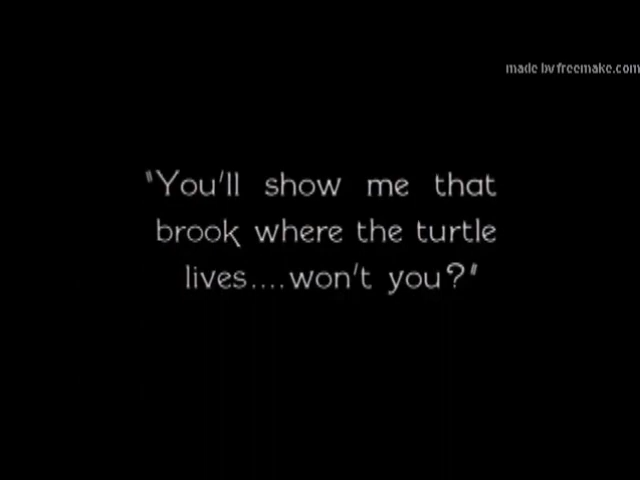 made by freemake.com
"You'll show me that
brook where the turtle
lives....won't you?"